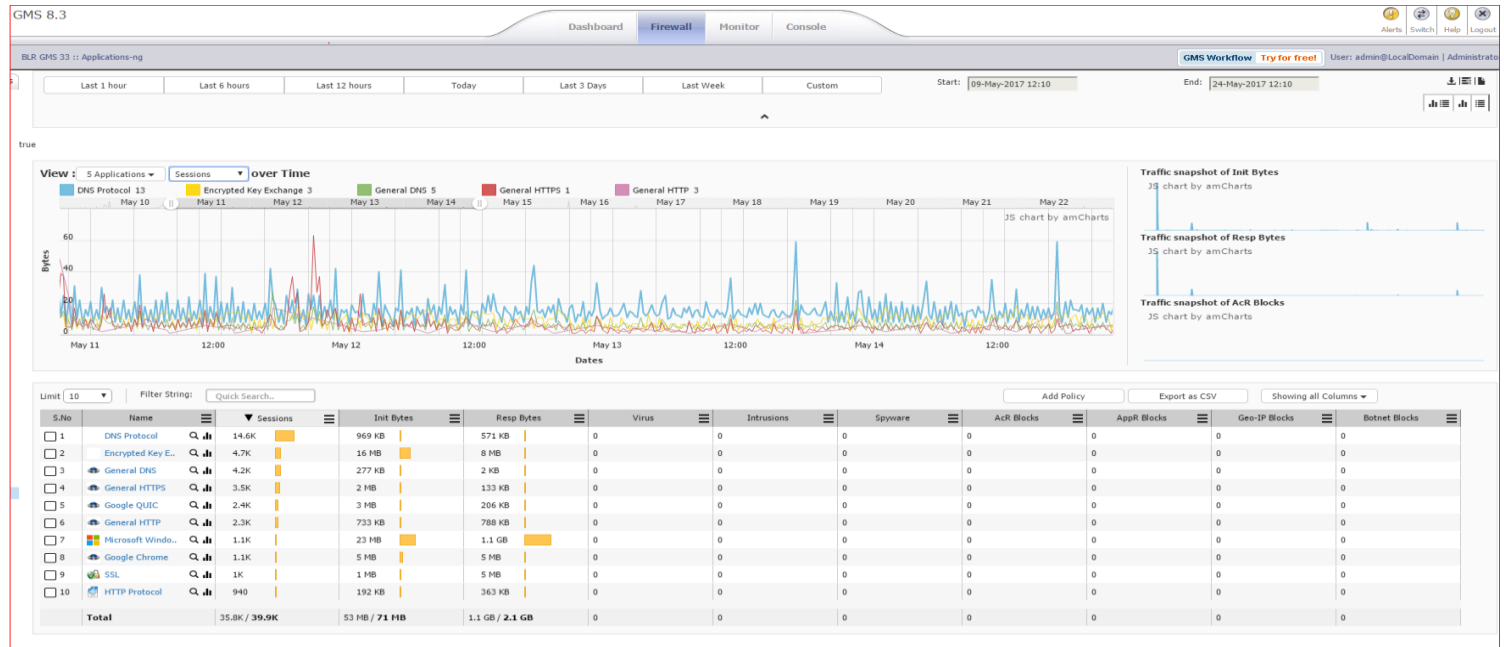 GMS 8.3
Dashboard Firewall Monitor Console
Alerts Switch Help Logout
BLR GMS 33 :: Applications-ng
GMS Workflow Try for free! User: admin@LocalDomain | Administrato
Last 1 hour Last 6 hours Last 12 hours Today Last 3 Days Last Week Custom Start: 09-May-2017 12:10 End: 24-May-2017 12:10
true
View : 5 Applications Sessions over Time
DNS Protocol 13 Encrypted Key Exchange 3 General DNS 5 General HTTPS 1 General HTTP 3
May 10 May 11 May 12 May 13 May 14 May 15 May 16 May 17 May 18 May 19 May 20 May 21 May 22
JS chart by amCharts
Bytes
60
40
20
0
May 11 12:00 May 12 12:00 May 13 12:00 May 14 12:00
Dates
Traffic snapshot of Init Bytes
JS chart by amCharts
Traffic snapshot of Resp Bytes
JS chart by amCharts
Traffic snapshot of AcR Blocks
JS chart by amCharts
Limit 10 Filter String: Quick Search.. Add Policy Export as CSV Showing all Columns
S.No Name Sessions Init Bytes Resp Bytes Virus Intrusions Spyware AcR Blocks AppR Blocks Geo-IP Blocks Botnet Blocks
1 DNS Protocol 14.6K 969 KB 571 KB 0 0 0 0 0 0 0
2 Encrypted Key E.. 4.7K 16 MB 8 MB 0 0 0 0 0 0 0
3 General DNS 4.2K 277 KB 2 KB 0 0 0 0 0 0 0
4 General HTTPS 3.5K 2 MB 133 KB 0 0 0 0 0 0 0
5 Google QUIC 2.4K 3 MB 206 KB 0 0 0 0 0 0 0
6 General HTTP 2.3K 733 KB 788 KB 0 0 0 0 0 0 0
7 Microsoft Windo.. 1.1K 23 MB 1.1 GB 0 0 0 0 0 0 0
8 Google Chrome 1.1K 5 MB 5 MB 0 0 0 0 0 0 0
9 SSL 1K 1 MB 5 MB 0 0 0 0 0 0 0
10 HTTP Protocol 940 192 KB 363 KB 0 0 0 0 0 0 0
Total 35.8K / 39.9K 53 MB / 71 MB 1.1 GB / 2.1 GB 0 0 0 0 0 0 0